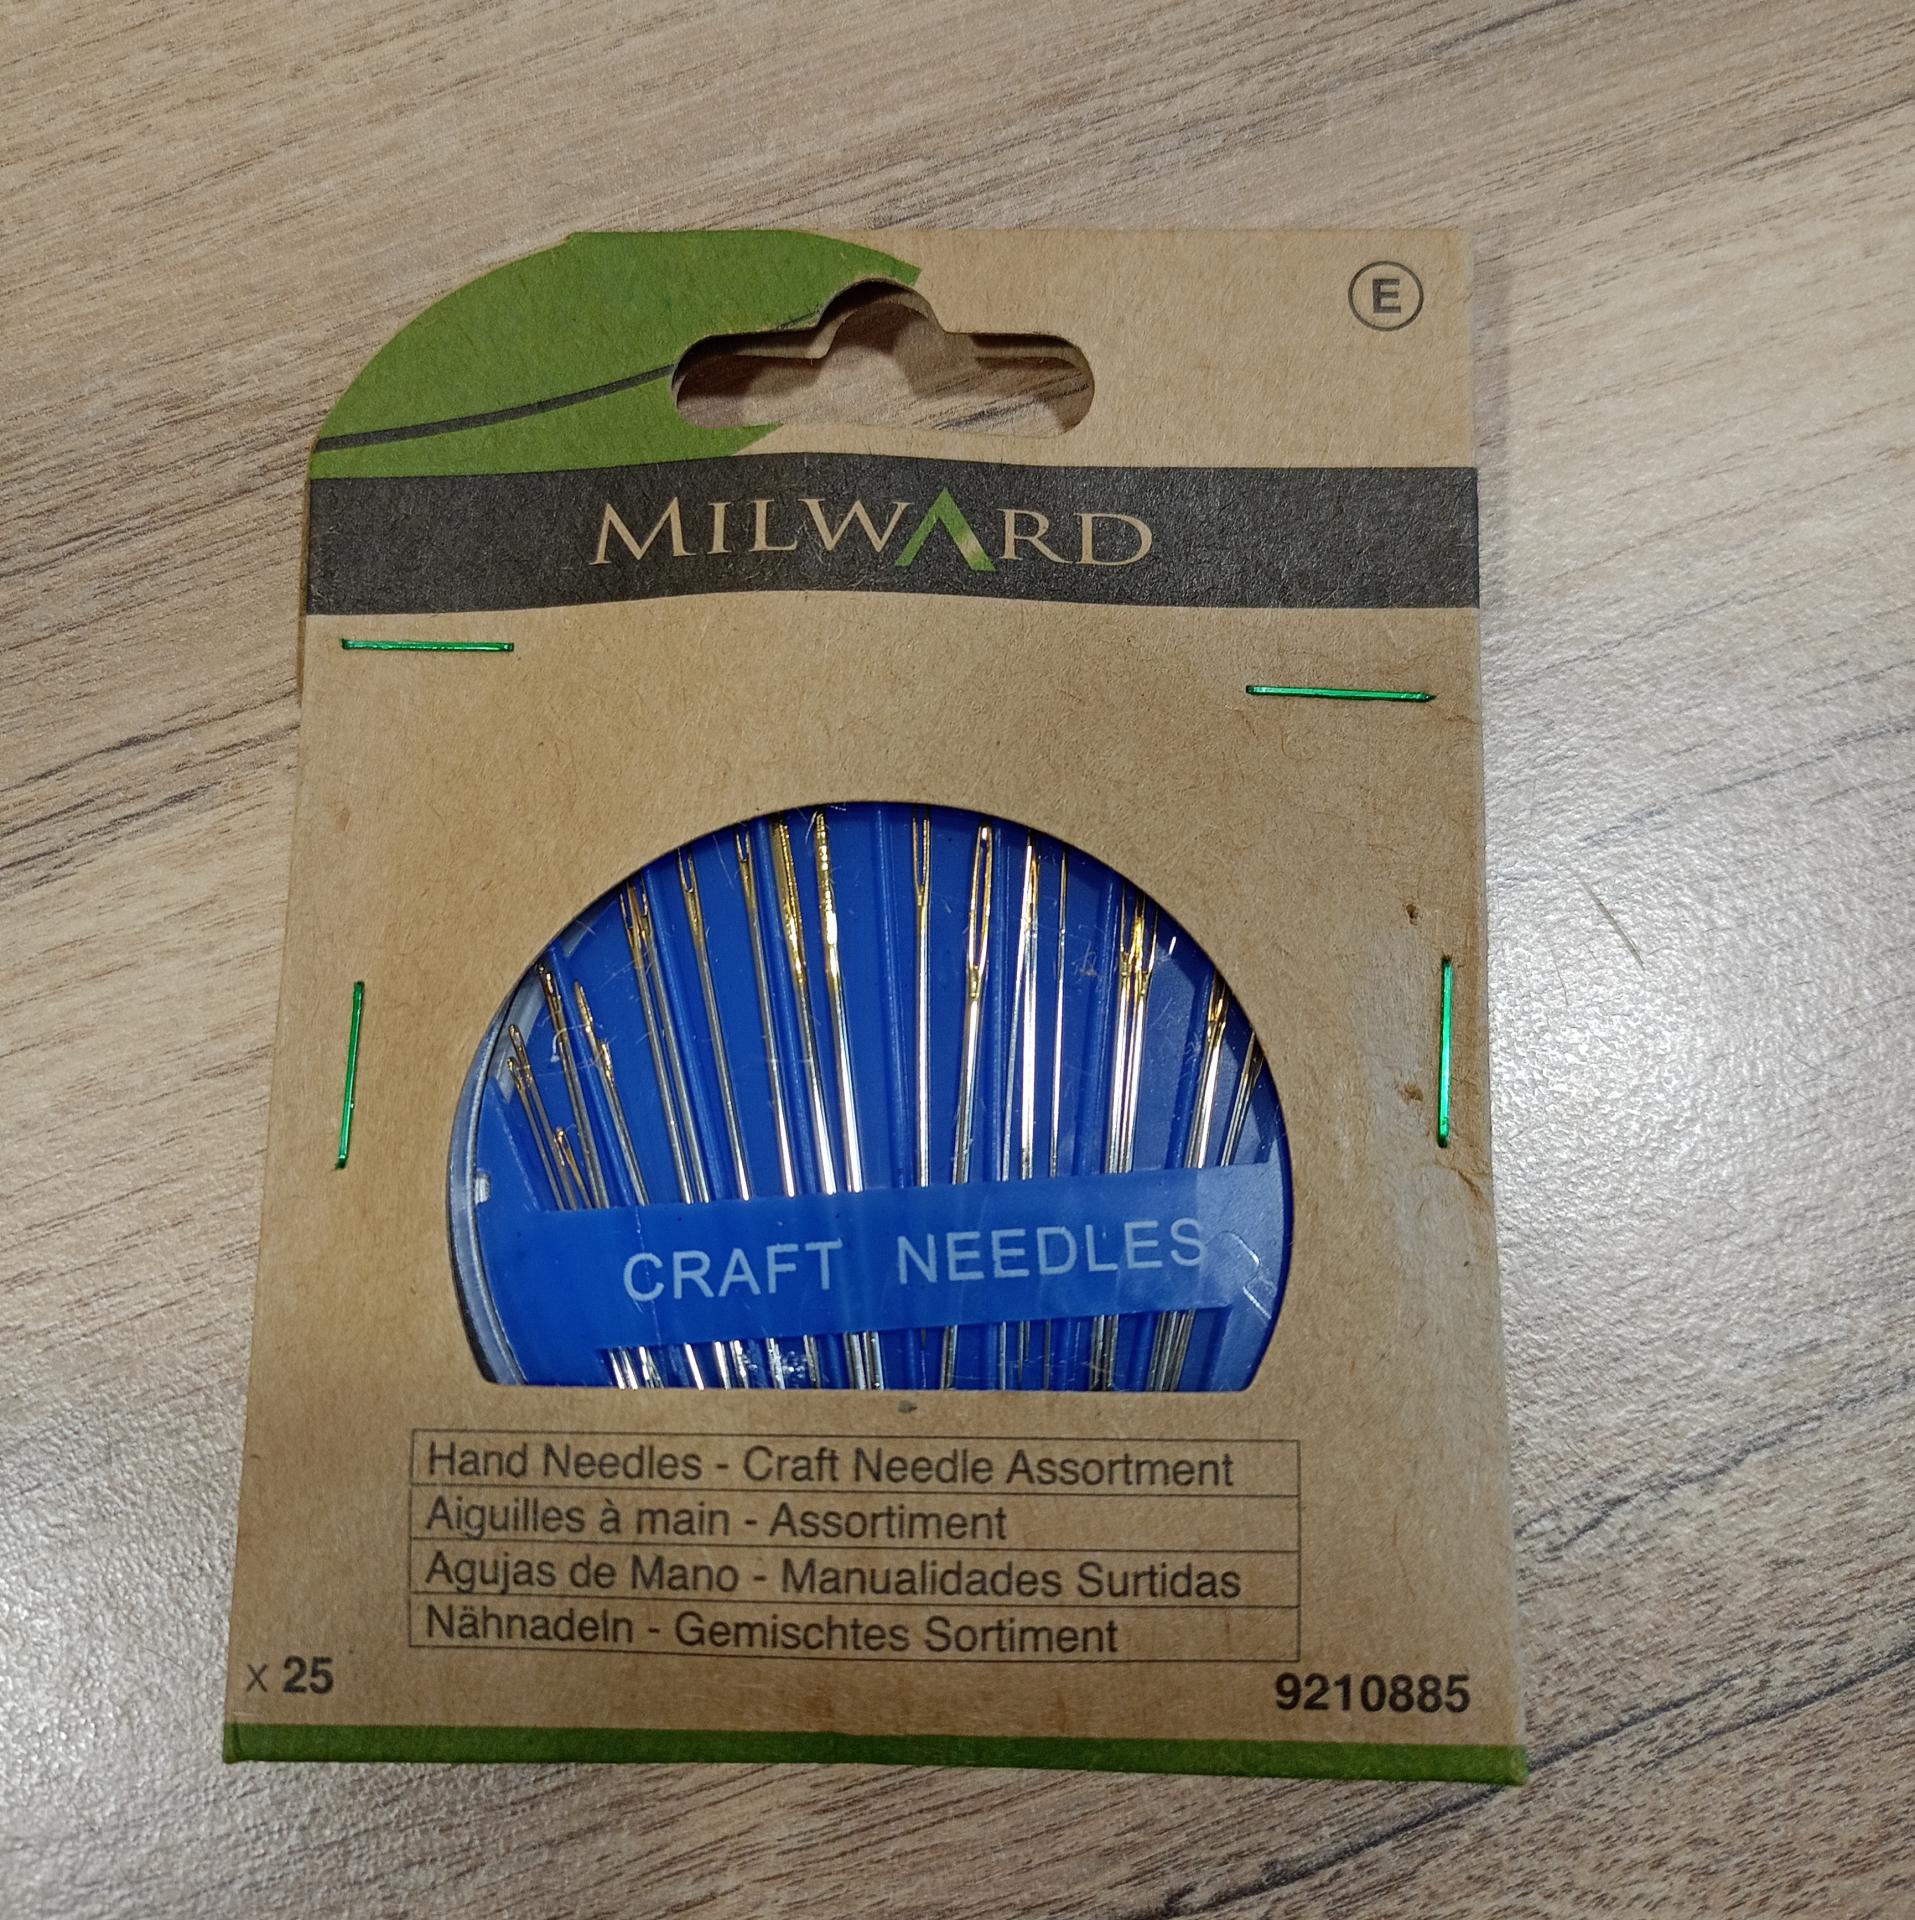 E
MILWARD
CRAFT NEEDLES
Hand Needles - Craft Needle Assortment
Aiguilles à main - Assortiment
Agujas de Mano - Manualidades Surtidas
Nähnadeln - Gemischtes Sortiment
x 25
9210885